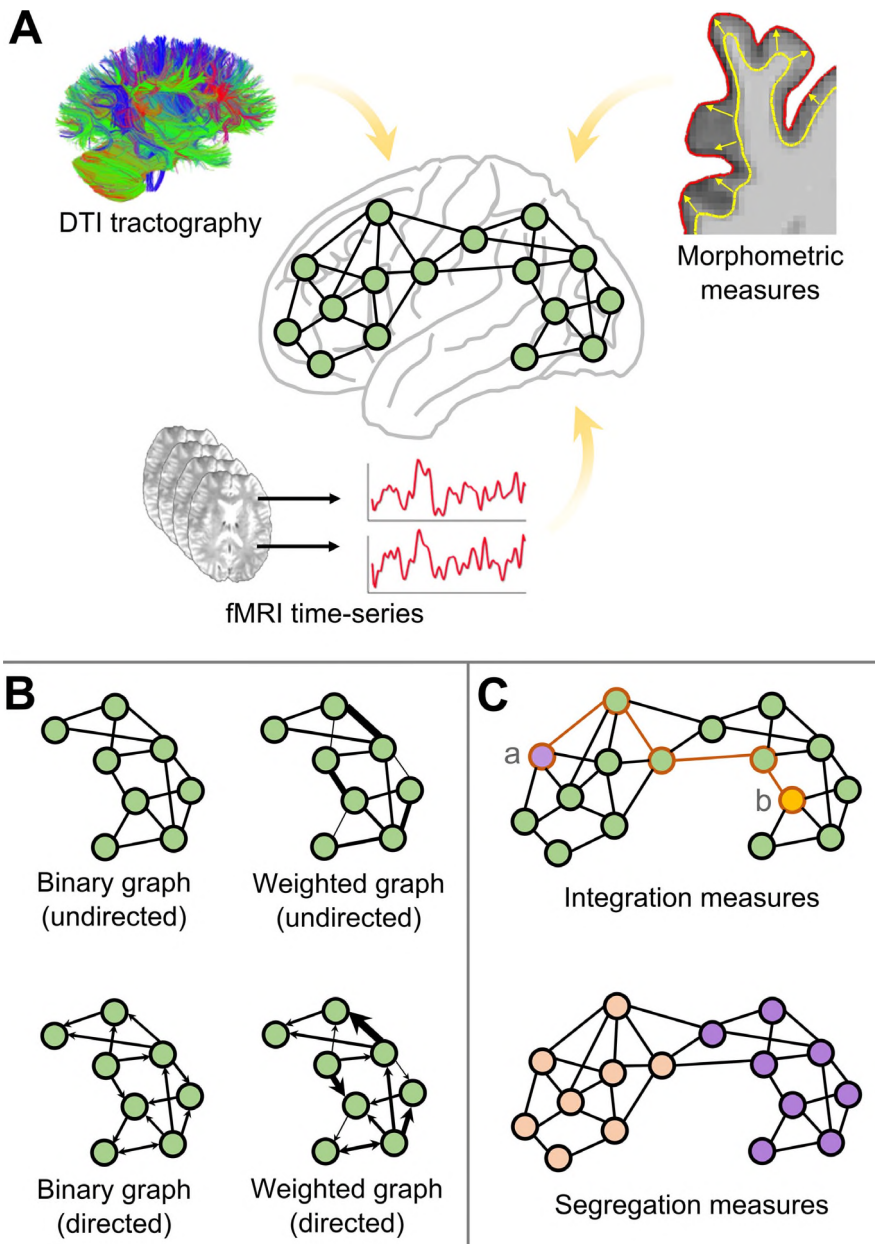 A
DTI tractography
Morphometric
measures
fMRI time-series
B
Binary graph
(undirected)
Weighted graph
(undirected)
Binary graph
(directed)
Weighted graph
(directed)
C
a
b
Integration measures
Segregation measures